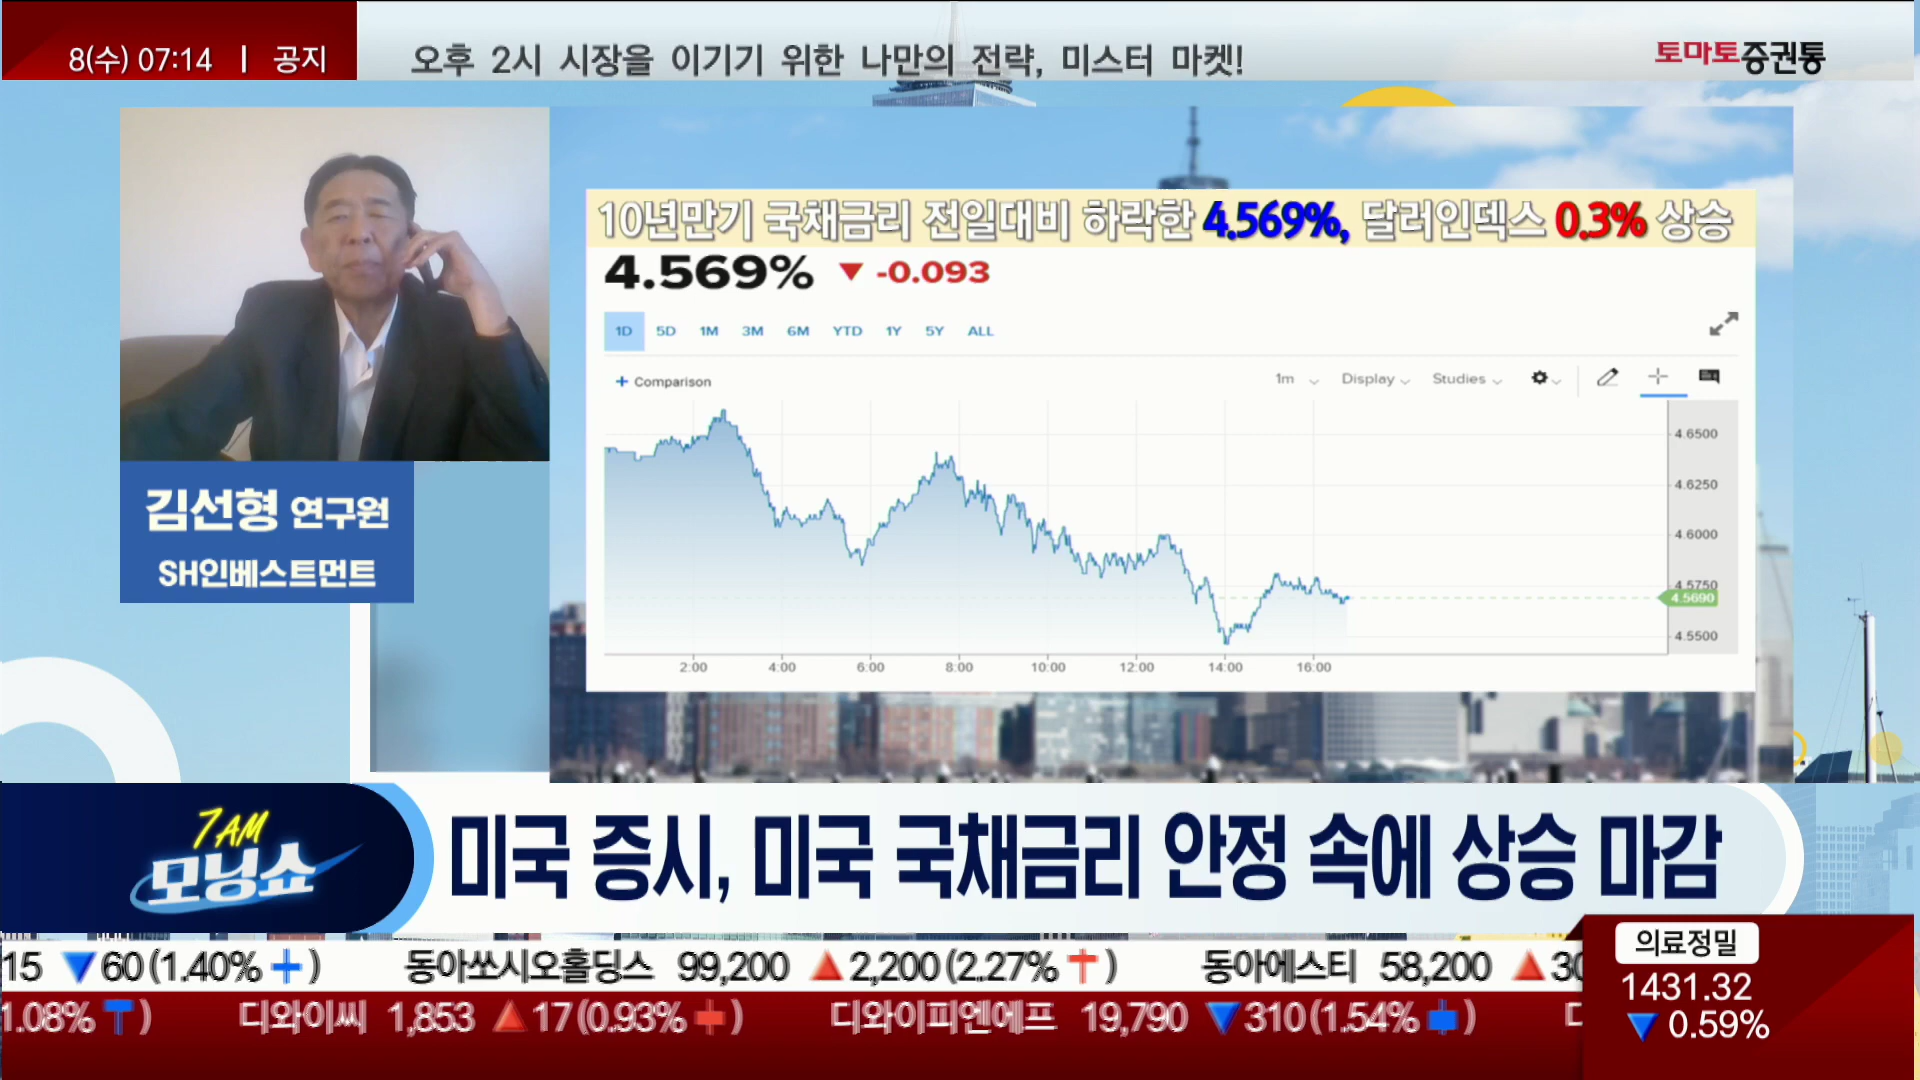 8(수) 07:14 | 공지
오후 2시 시장을 이기기 위한 나만의 전략, 미스터 마켓!
토마토증권통
10년만기 국채금리 전일대비 하락한 4.569%, 달러인덱스 0.3% 상승
4.569% ▼ -0.093
1D 5D 1M 3M 6M YTD 1Y 5Y ALL
+ Comparison
1m Display Studies
4.6500
4.6250
4.6000
4.5750
4.5690
4.5500
2:00 4:00 6:00 8:00 10:00 12:00 14:00 16:00
김선형 연구원
SH인베스트먼트
7AM
모닝쇼
미국 증시, 미국 국채금리 안정 속에 상승 마감
15 ▼60(1.40% ) 동아쏘시오홀딩스 99,200 ▲2,200(2.27% ) 동아에스티 58,200 ▲30
1.08% ) 디와이씨 1,853 ▲17(0.93% ) 디와이피엔에프 19,790 ▼310(1.54% )
의료정밀
1431.32
▼ 0.59%